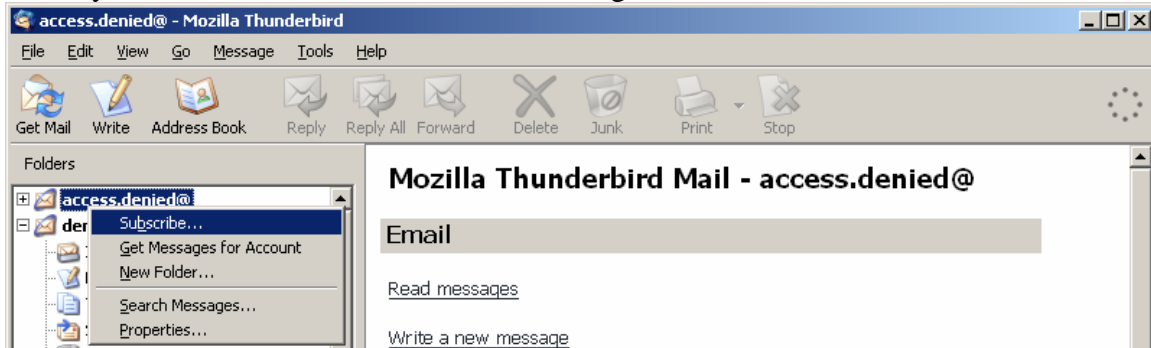 access.denied@ - Mozilla Thunderbird
File Edit View Go Message Tools Help
Get Mail Write Address Book Reply Reply All Forward Delete Junk Print Stop
Folders
access.denied@
Subscribe...
Get Messages for Account
New Folder...
Search Messages...
Properties...
Mozilla Thunderbird Mail - access.denied@
Email
Read messages
Write a new message